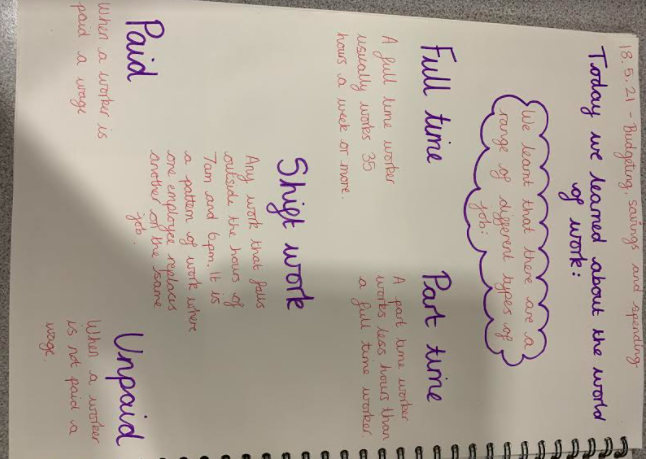 18.5.21 - Budgeting, savings and spending
Today we learned about the world
of work:
We learnt that there are a
range of different types of
job:
Full time
A full time worker
usually works 35
hours a week or more.
Part time
A part time worker
works less hours than
a full time worker.
Shift work
Any work that falls
outside the hours of
7am and 6pm. It is
a pattern of work where
one employee replaces
another on the same
job.
Paid
When a worker is
paid a wage
Unpaid
When a worker
is not paid a
wage.